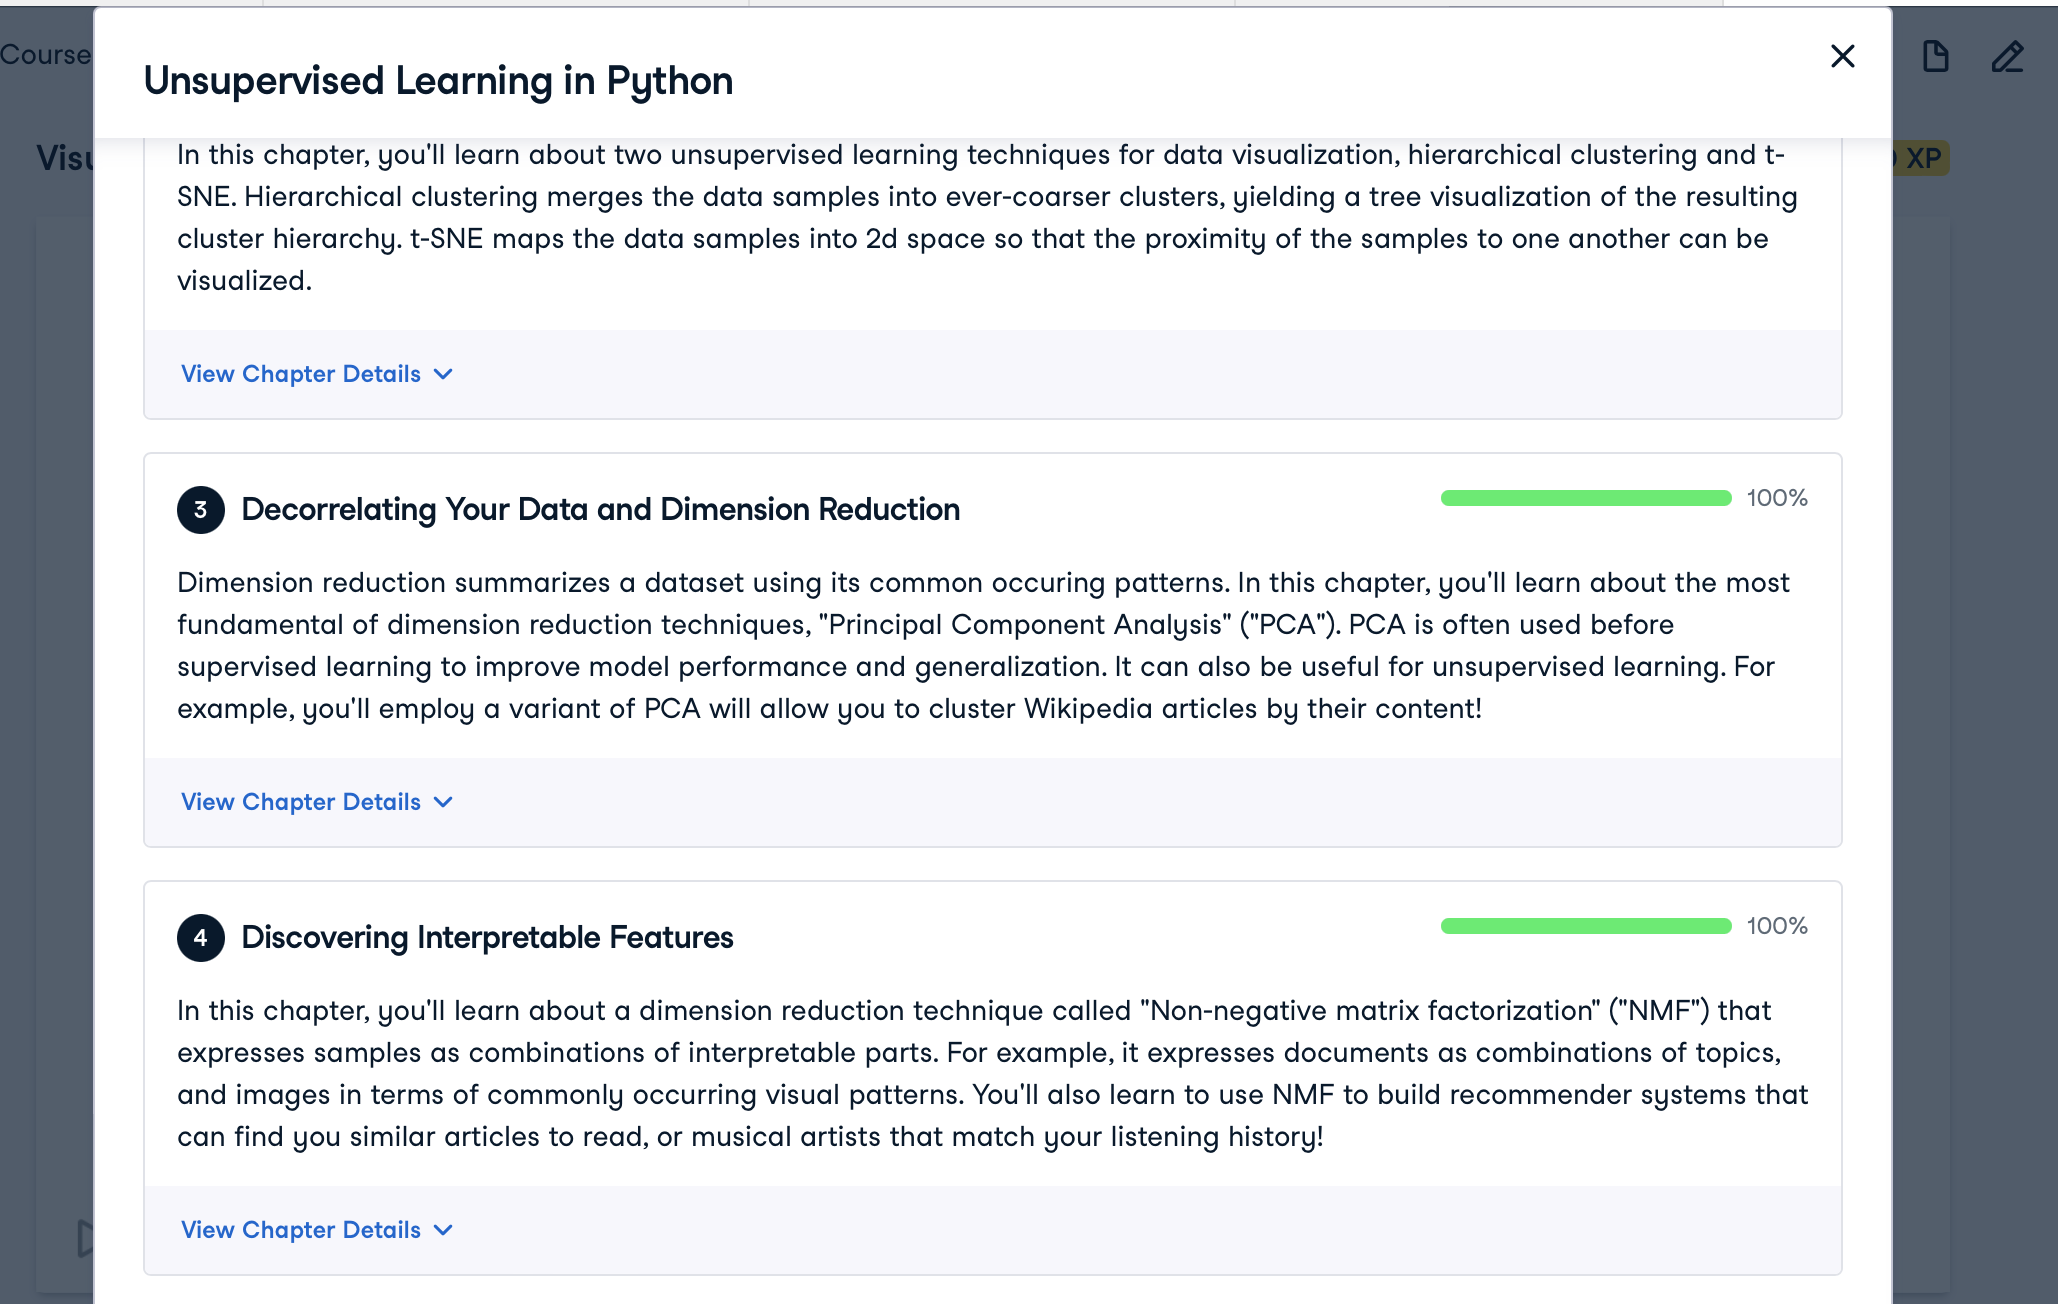 Course
Unsupervised Learning in Python
Visu
XP
In this chapter, you'll learn about two unsupervised learning techniques for data visualization, hierarchical clustering and t-
SNE. Hierarchical clustering merges the data samples into ever-coarser clusters, yielding a tree visualization of the resulting
cluster hierarchy. t-SNE maps the data samples into 2d space so that the proximity of the samples to one another can be
visualized.
View Chapter Details
3 Decorrelating Your Data and Dimension Reduction
100%
Dimension reduction summarizes a dataset using its common occuring patterns. In this chapter, you'll learn about the most
fundamental of dimension reduction techniques, "Principal Component Analysis" ("PCA"). PCA is often used before
supervised learning to improve model performance and generalization. It can also be useful for unsupervised learning. For
example, you'll employ a variant of PCA will allow you to cluster Wikipedia articles by their content!
View Chapter Details
4 Discovering Interpretable Features
100%
In this chapter, you'll learn about a dimension reduction technique called "Non-negative matrix factorization" ("NMF") that
expresses samples as combinations of interpretable parts. For example, it expresses documents as combinations of topics,
and images in terms of commonly occurring visual patterns. You'll also learn to use NMF to build recommender systems that
can find you similar articles to read, or musical artists that match your listening history!
View Chapter Details